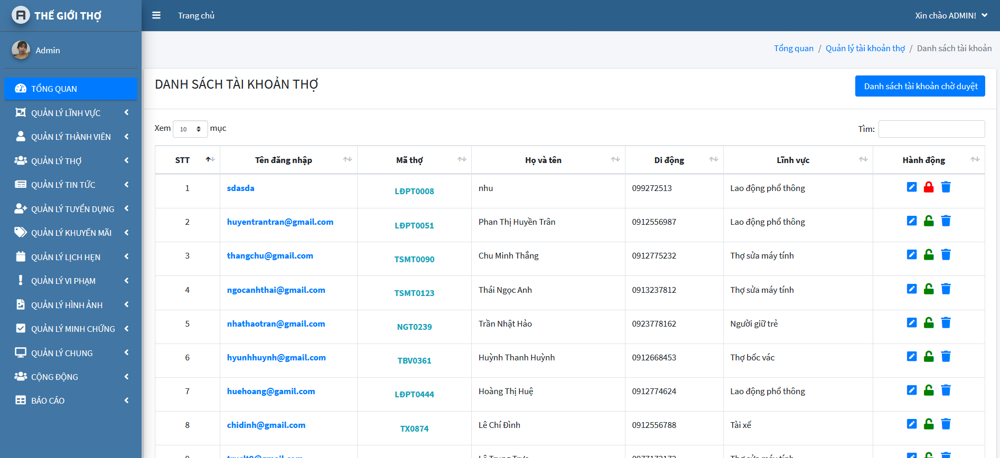 THẾ GIỚI THỢ
Trang chủ
Xin chào ADMIN!
Admin
Tổng quan / Quản lý tài khoản thợ / Danh sách tài khoản
TỔNG QUAN
QUẢN LÝ LĨNH VỰC
QUẢN LÝ THÀNH VIÊN
QUẢN LÝ THỢ
QUẢN LÝ TIN TỨC
QUẢN LÝ TUYỂN DỤNG
QUẢN LÝ KHUYẾN MÃI
QUẢN LÝ LỊCH HẸN
QUẢN LÝ VI PHẠM
QUẢN LÝ HÌNH ẢNH
QUẢN LÝ MINH CHỨNG
QUẢN LÝ CHUNG
CỘNG ĐỘNG
BÁO CÁO
DANH SÁCH TÀI KHOẢN THỢ
Danh sách tài khoản chờ duyệt
Xem 10 mục
Tìm:
STT Tên đăng nhập Mã thợ Họ và tên Di động Lĩnh vực Hành động
1 sdasda LĐPT0008 nhu 099272513 Lao động phổ thông
2 huyentrantran@gmail.com LĐPT0051 Phan Thị Huyền Trân 0912556987 Lao động phổ thông
3 thangchu@gmail.com TSMT0090 Chu Minh Thắng 0912775232 Thợ sửa máy tính
4 ngocanhthai@gmail.com TSMT0123 Thái Ngọc Anh 0913237812 Thợ sửa máy tính
5 nhathaotran@gmail.com NGT0239 Trần Nhật Hảo 0923778162 Người giữ trẻ
6 hyunhhuynh@gmail.com TBV0361 Huỳnh Thanh Huỳnh 0912668453 Thợ bốc vác
7 huehoang@gamil.com LĐPT0444 Hoàng Thị Huệ 0912774624 Lao động phổ thông
8 chidinh@gmail.com TX0874 Lê Chí Đình 0912556788 Tài xế